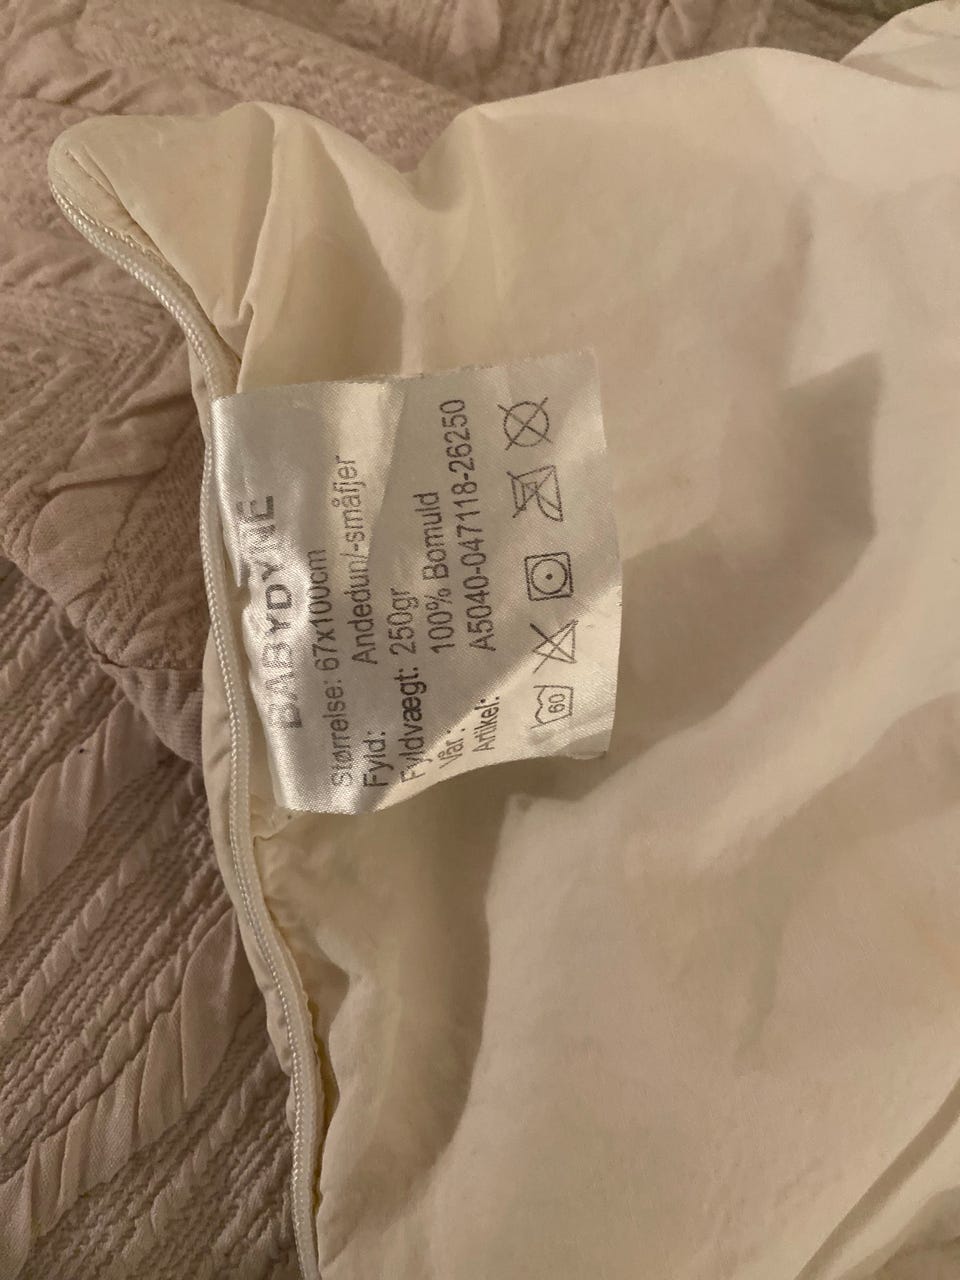 BABYDYNE
Størrelse: 67x100cm
Fyld: Andedun/-småfjer
Fyldvægt: 250gr
Vår: 100% Bomuld
Artikel: A5040-047118-26250
60